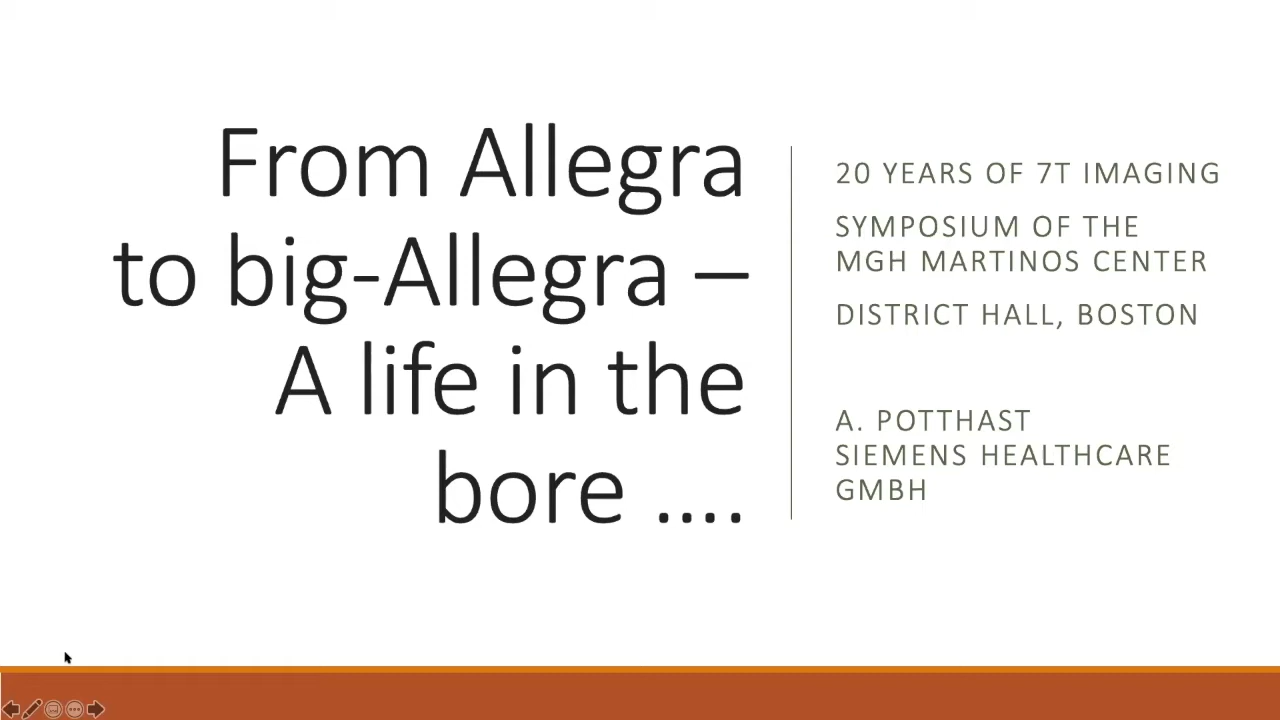 From Allegra
to big-Allegra –
A life in the
bore ....
20 YEARS OF 7T IMAGING
SYMPOSIUM OF THE
MGH MARTINOS CENTER
DISTRICT HALL, BOSTON
A. POTTHAST
SIEMENS HEALTHCARE
GMBH